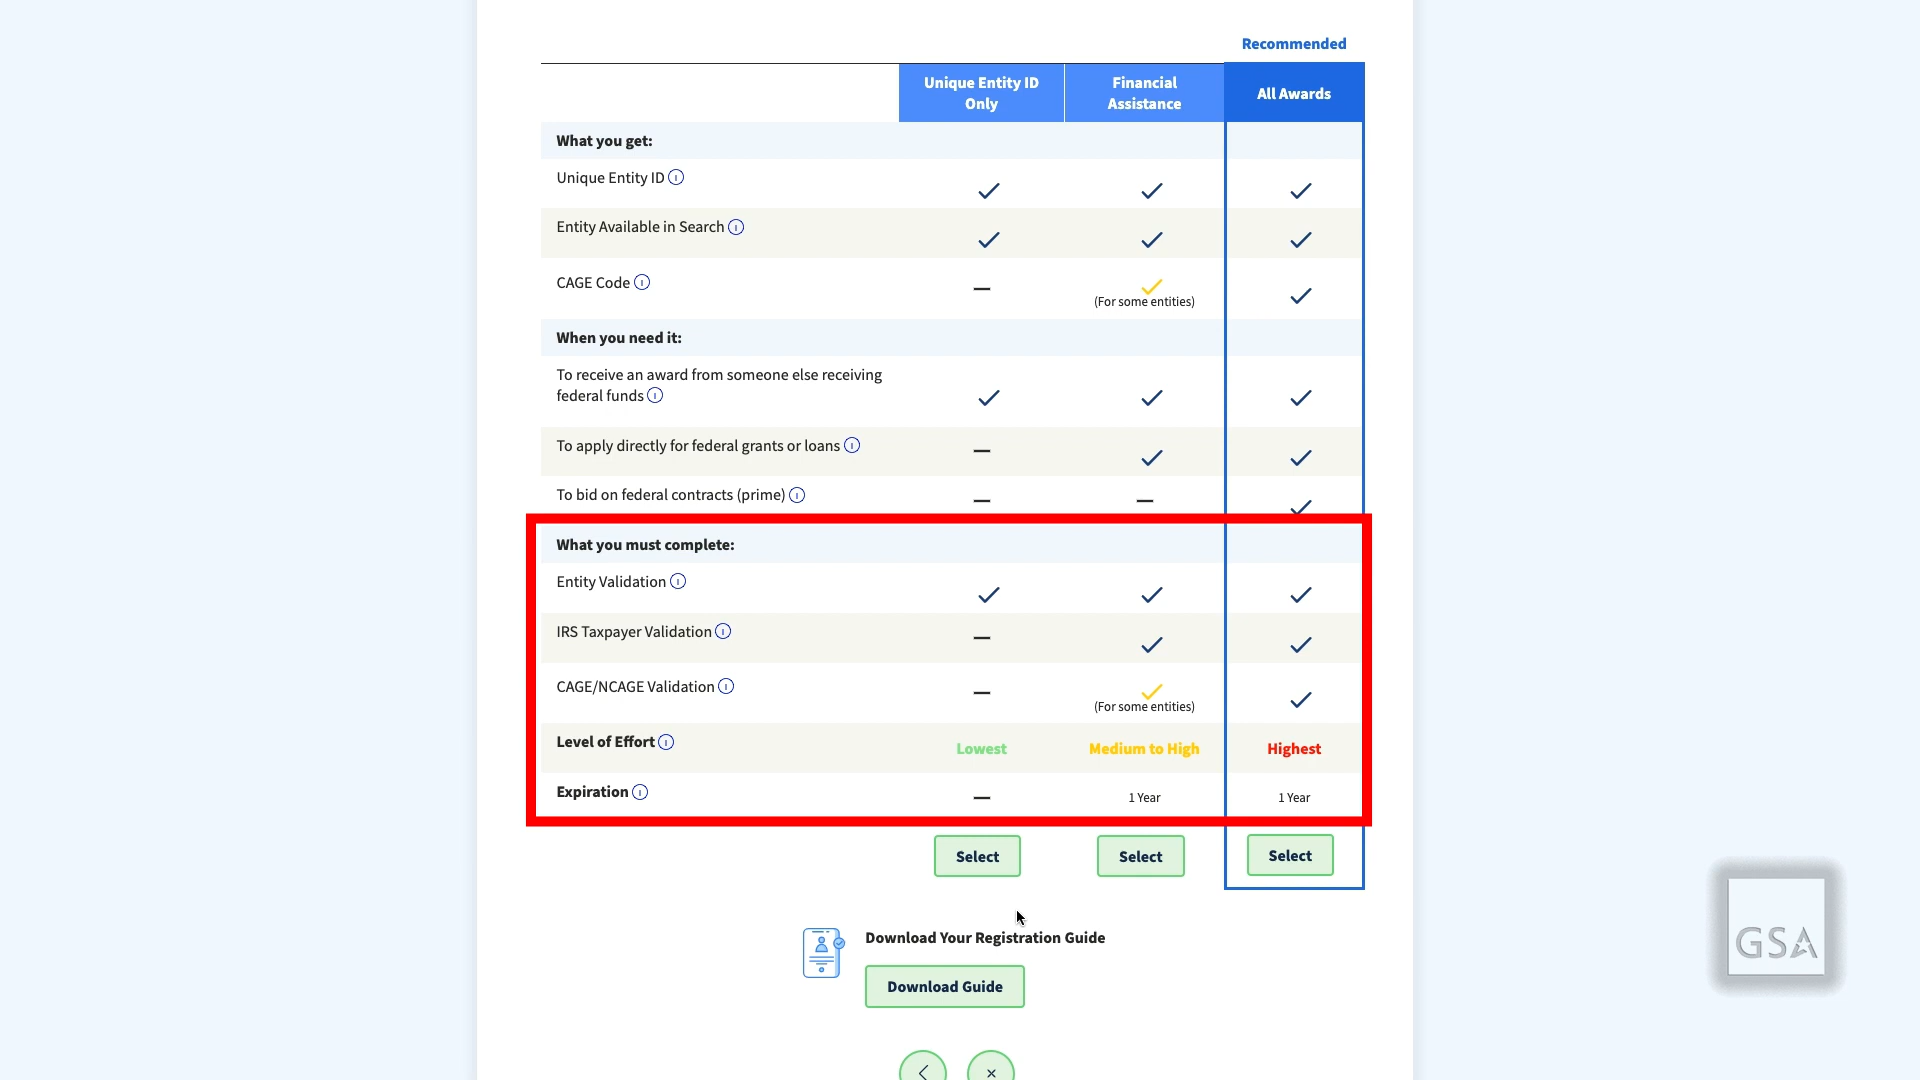 Recommended
Unique Entity ID Only
Financial Assistance
All Awards
What you get:
Unique Entity ID
Entity Available in Search
CAGE Code
(For some entities)
When you need it:
To receive an award from someone else receiving
federal funds
To apply directly for federal grants or loans
To bid on federal contracts (prime)
What you must complete:
Entity Validation
IRS Taxpayer Validation
CAGE/NCAGE Validation
(For some entities)
Level of Effort Lowest Medium to High Highest
Expiration — 1 Year 1 Year
Select Select Select
Download Your Registration Guide
Download Guide
GSA